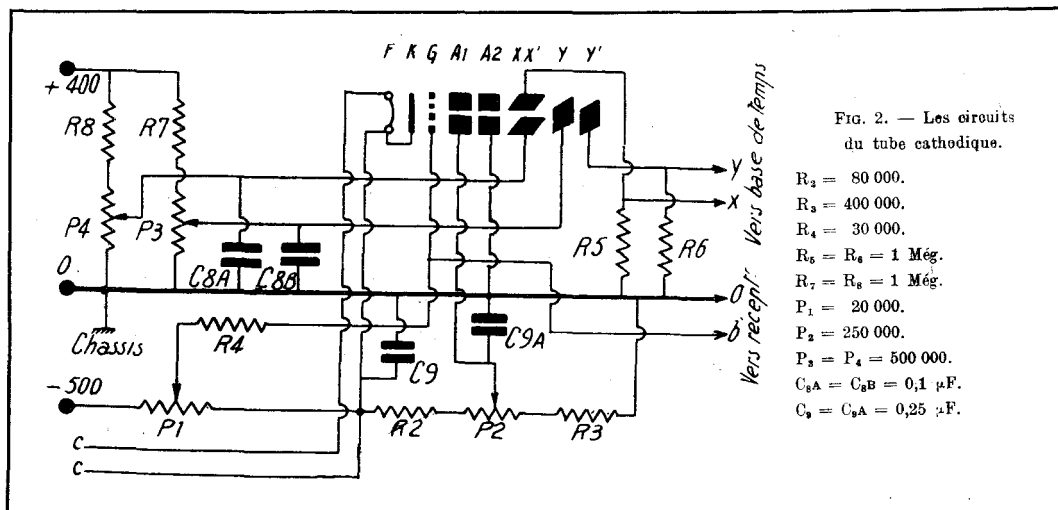 F K G A1 A2 XX' Y Y'
+ 400
R8
R7
P4
P3
C8A
C8B
R5
R6
Y
X
O
b
O
Chassis
R4
C9
C9A
- 500
P1
R2
P2
R3
C
C
Vers base de temps
Vers récept^r
FIG. 2. — Les circuits
du tube cathodique.
R₂ = 80 000.
R₃ = 400 000.
R₄ = 30 000.
R₅ = R₆ = 1 Még.
R₇ = R₈ = 1 Még.
P₁ = 20 000.
P₂ = 250 000.
P₃ = P₄ = 500 000.
C₈A = C₈B = 0,1 µF.
C₉ = C₉A = 0,25 µF.